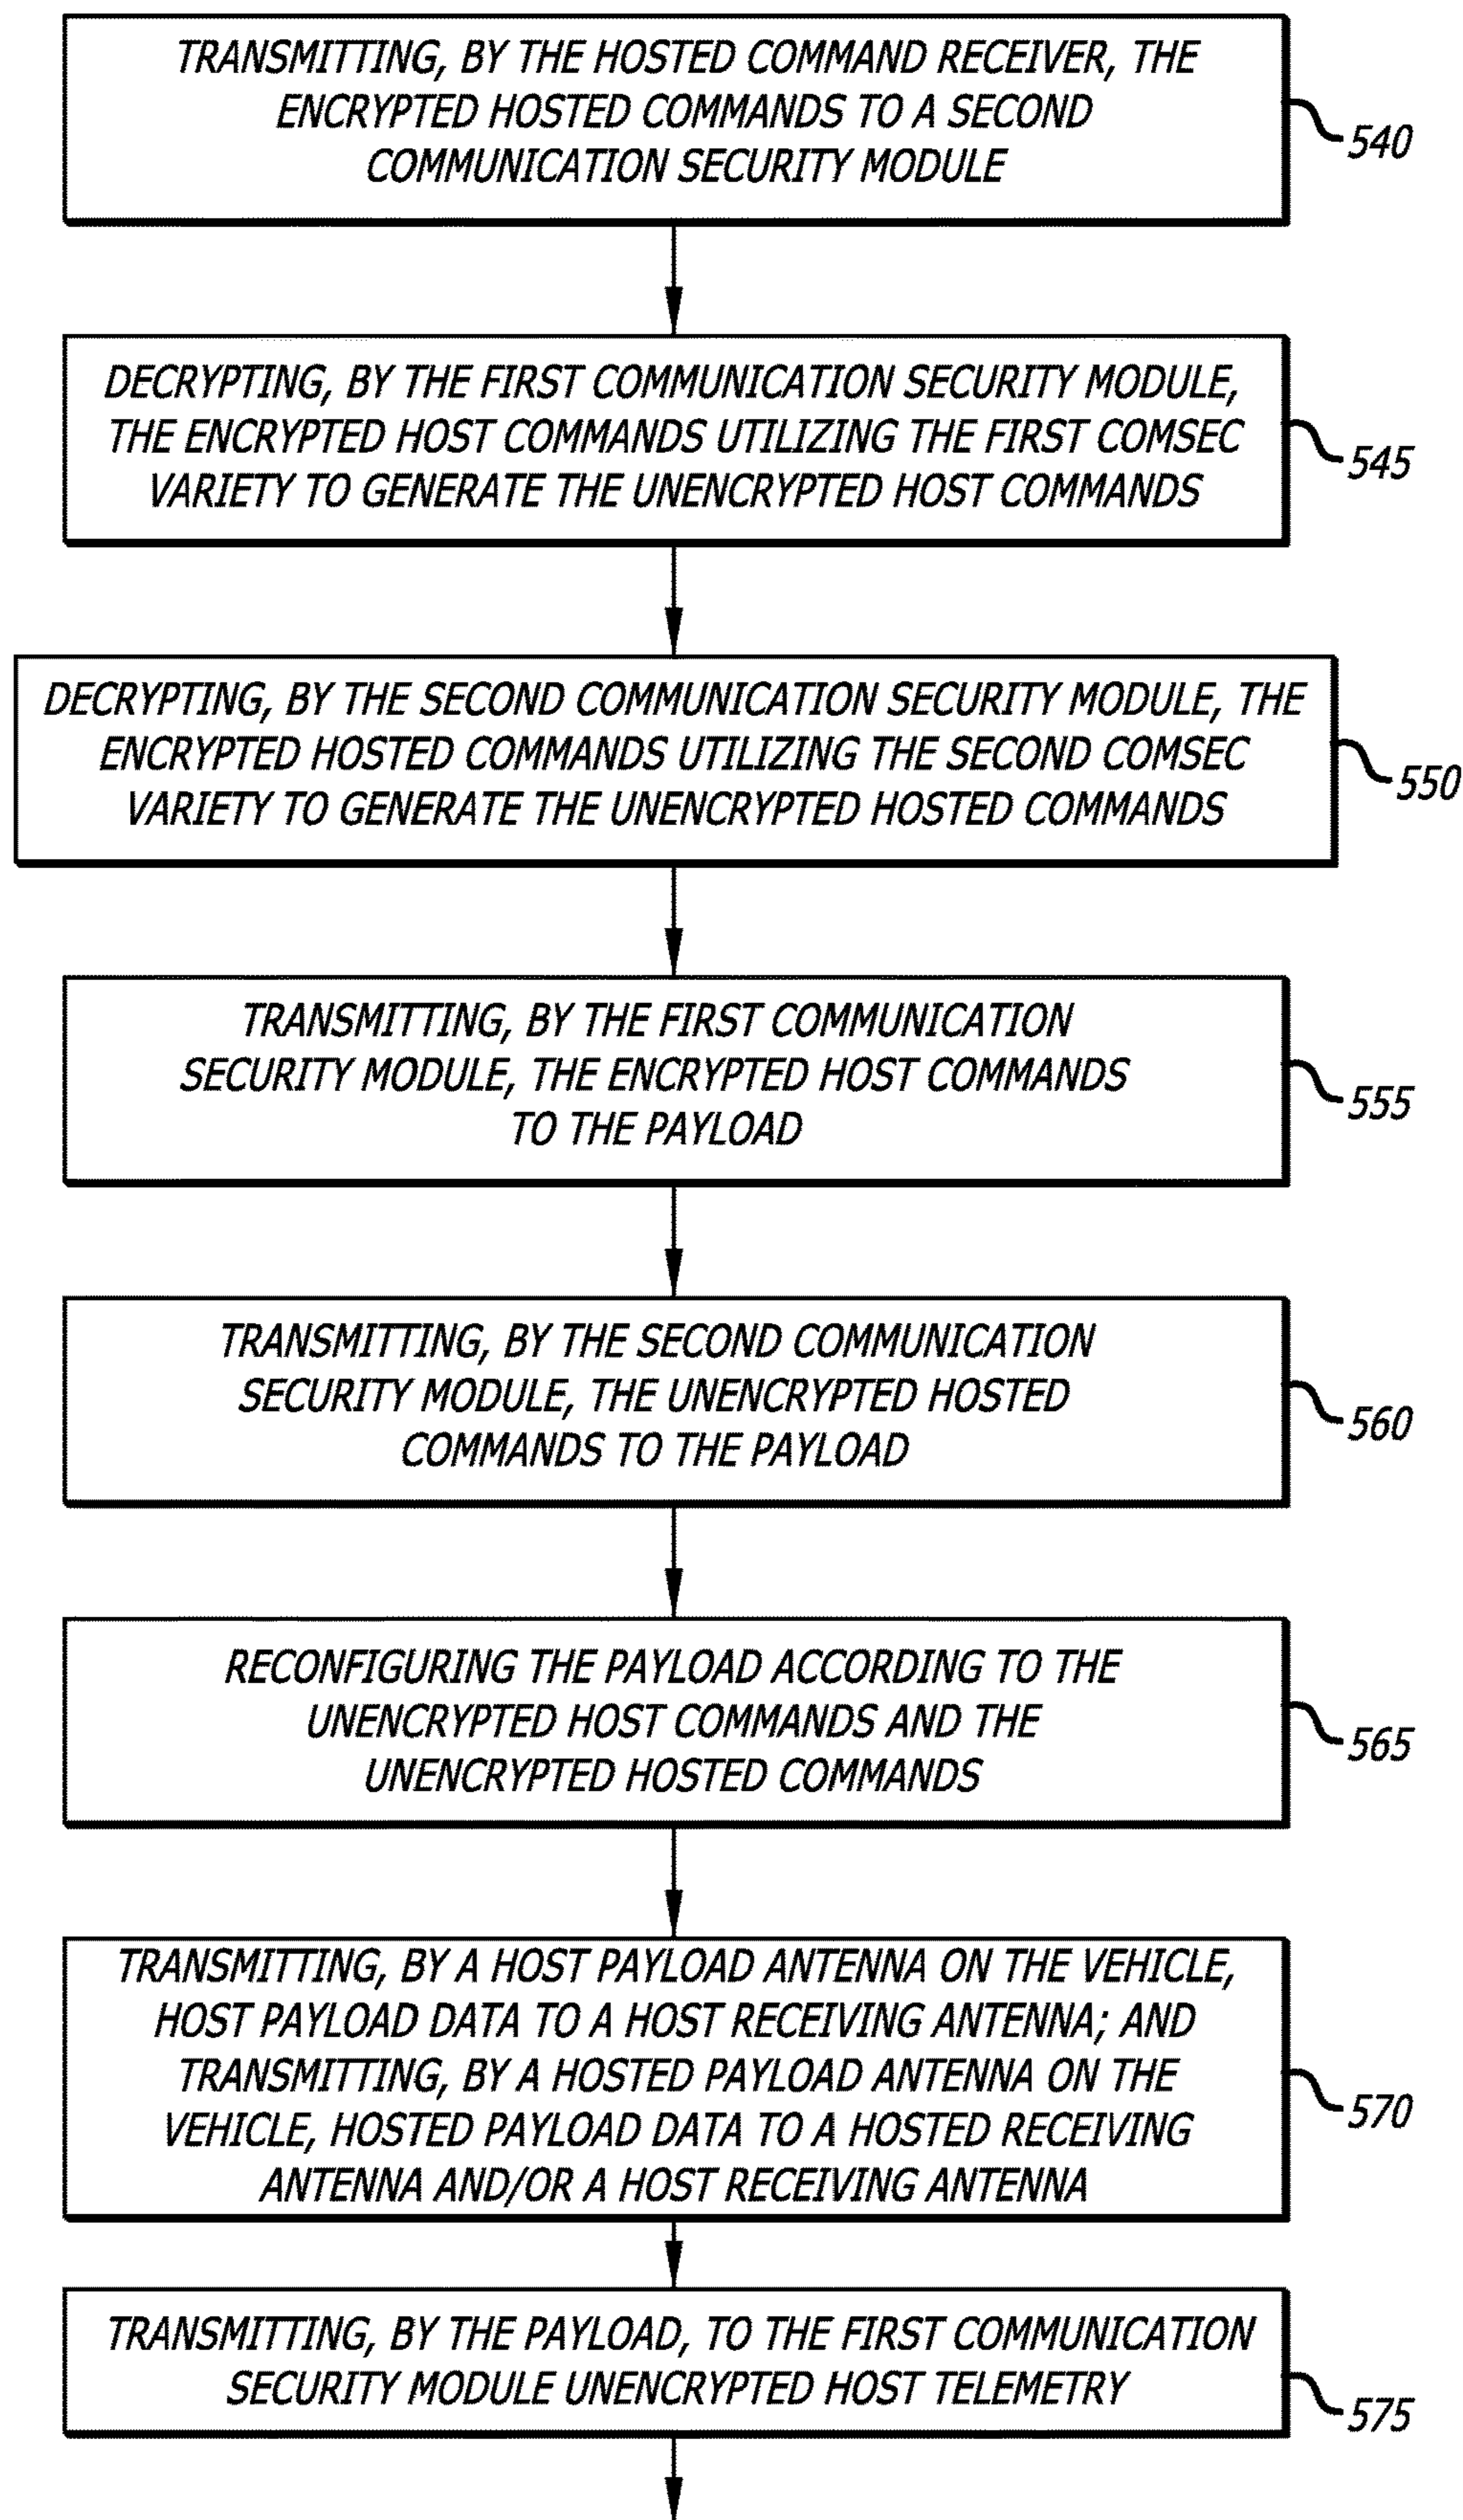 TRANSMITTING, BY THE HOSTED COMMAND RECEIVER, THE
ENCRYPTED HOSTED COMMANDS TO A SECOND
COMMUNICATION SECURITY MODULE
540
DECRYPTING, BY THE FIRST COMMUNICATION SECURITY MODULE,
THE ENCRYPTED HOST COMMANDS UTILIZING THE FIRST COMSEC
VARIETY TO GENERATE THE UNENCRYPTED HOST COMMANDS
545
DECRYPTING, BY THE SECOND COMMUNICATION SECURITY MODULE, THE
ENCRYPTED HOSTED COMMANDS UTILIZING THE SECOND COMSEC
VARIETY TO GENERATE THE UNENCRYPTED HOSTED COMMANDS
550
TRANSMITTING, BY THE FIRST COMMUNICATION
SECURITY MODULE, THE ENCRYPTED HOST COMMANDS
TO THE PAYLOAD
555
TRANSMITTING, BY THE SECOND COMMUNICATION
SECURITY MODULE, THE UNENCRYPTED HOSTED
COMMANDS TO THE PAYLOAD
560
RECONFIGURING THE PAYLOAD ACCORDING TO THE
UNENCRYPTED HOST COMMANDS AND THE
UNENCRYPTED HOSTED COMMANDS
565
TRANSMITTING, BY A HOST PAYLOAD ANTENNA ON THE VEHICLE,
HOST PAYLOAD DATA TO A HOST RECEIVING ANTENNA; AND
TRANSMITTING, BY A HOSTED PAYLOAD ANTENNA ON THE
VEHICLE, HOSTED PAYLOAD DATA TO A HOSTED RECEIVING
ANTENNA AND/OR A HOST RECEIVING ANTENNA
570
TRANSMITTING, BY THE PAYLOAD, TO THE FIRST COMMUNICATION
SECURITY MODULE UNENCRYPTED HOST TELEMETRY
575